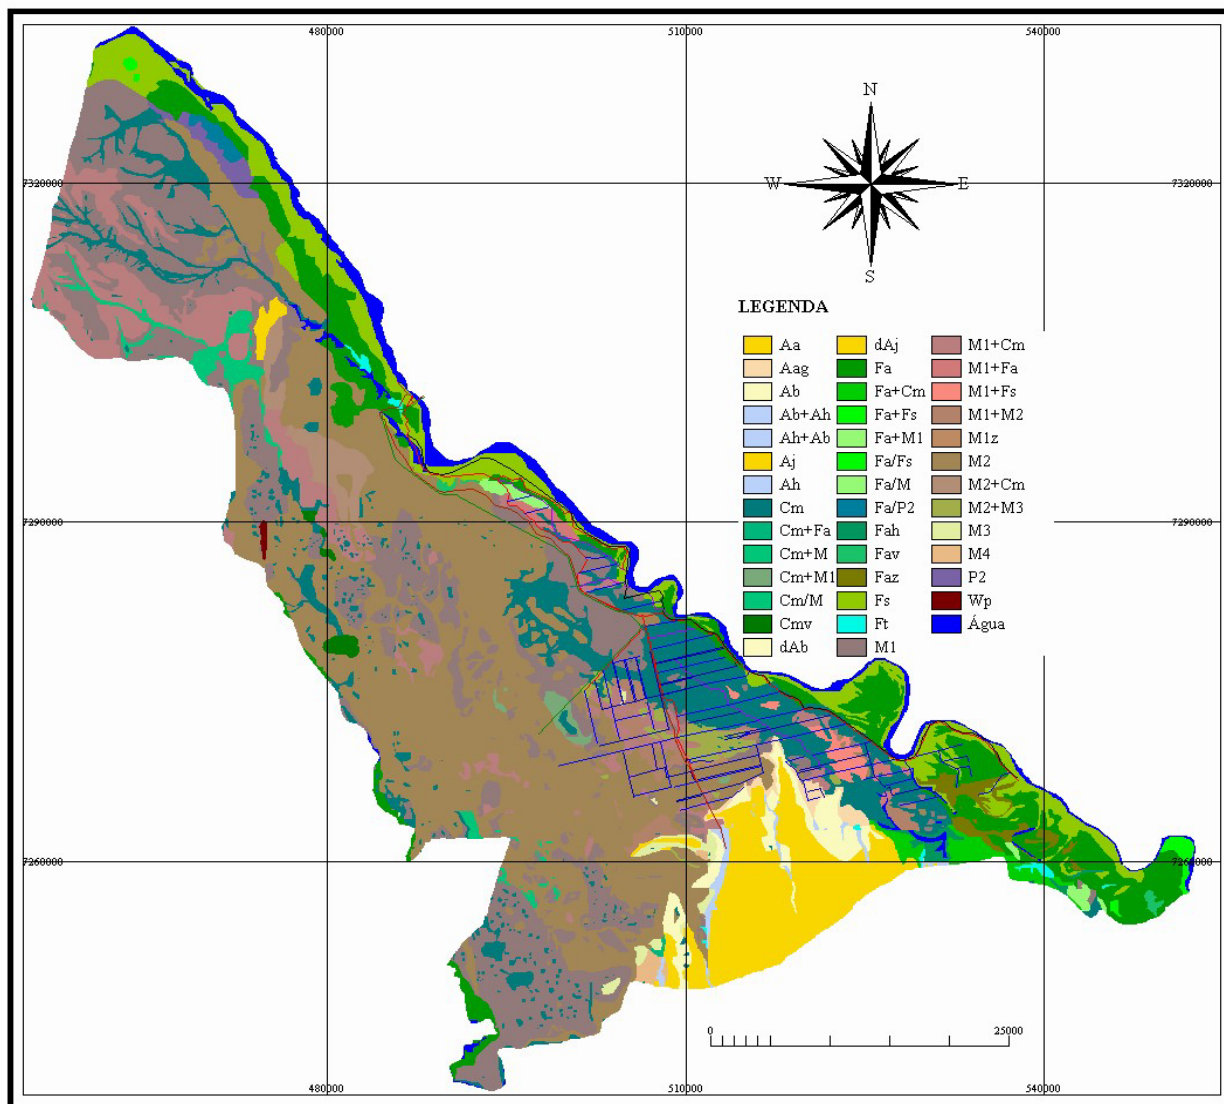 480000 510000 540000
N
7320000 W E 7320000
S
LEGENDA
Aa dAj M1+Cm
Aag Fa M1+Fa
Ab Fa+Cm M1+Fs
Ab+Ah Fa+Fs M1+M2
Ah+Ab Fa+M1 M1z
Aj Fa/Fs M2
Ah Fa/M M2+Cm
Cm Fa/P2 M2+M3
7290000 7290000
Cm+Fa Fah M3
Cm+M Fav M4
Cm+M1 Faz P2
Cm/M Fs Wp
Cmv Ft Água
dAb M1
7260000 7260000
0 25000
480000 510000 540000